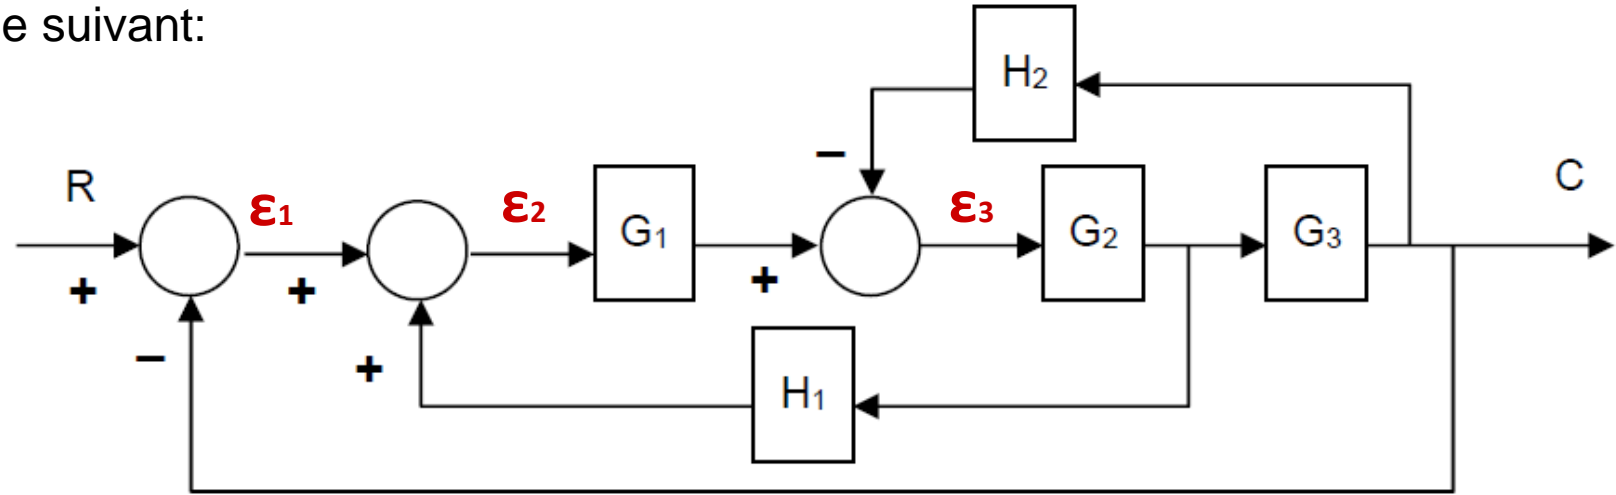 e suivant:
H2
−
R
ε1
ε2
G1
ε3
G2
G3
C
+
+
+
−
+
H1